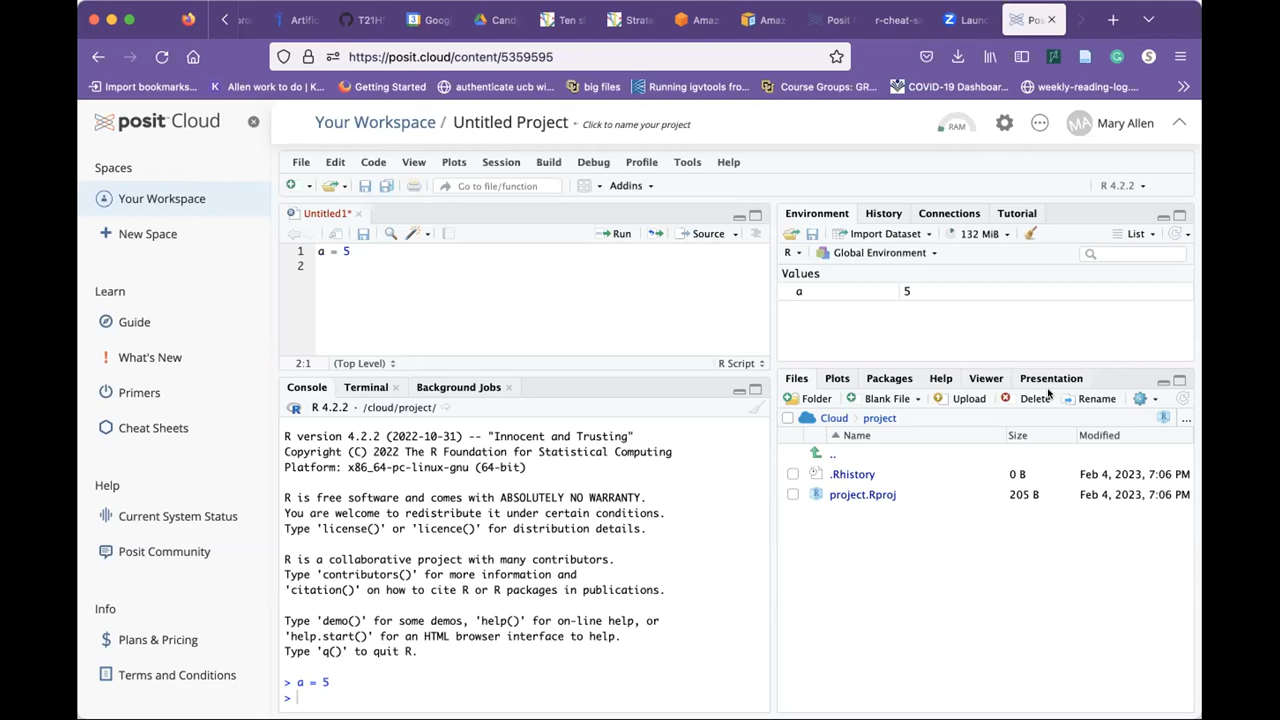 Artific
T21H
Goog
Candi
Ten s
Strate
Amaz
Amaz
Posit C
r-cheat-s
Launc
Pos
https://posit.cloud/content/5359595
Import bookmarks...
Allen work to do | K...
Getting Started
authenticate ucb wi...
big files
Running igvtools fro...
Course Groups: GR...
COVID-19 Dashboar...
weekly-reading-log....
posit Cloud
Your Workspace / Untitled Project
Click to name your project
RAM
MA
Mary Allen
Spaces
Your Workspace
New Space
Learn
Guide
What's New
Primers
Cheat Sheets
Help
Current System Status
Posit Community
Info
Plans & Pricing
Terms and Conditions
File
Edit
Code
View
Plots
Session
Build
Debug
Profile
Tools
Help
Go to file/function
Addins
R 4.2.2
Untitled1*
Run
Source
1 a = 5
2
2:1
(Top Level)
R Script
Console
Terminal
Background Jobs
R 4.2.2 · /cloud/project/
R version 4.2.2 (2022-10-31) -- "Innocent and Trusting"
Copyright (C) 2022 The R Foundation for Statistical Computing
Platform: x86_64-pc-linux-gnu (64-bit)
R is free software and comes with ABSOLUTELY NO WARRANTY.
You are welcome to redistribute it under certain conditions.
Type 'license()' or 'licence()' for distribution details.
R is a collaborative project with many contributors.
Type 'contributors()' for more information and
'citation()' on how to cite R or R packages in publications.
Type 'demo()' for some demos, 'help()' for on-line help, or
'help.start()' for an HTML browser interface to help.
Type 'q()' to quit R.
> a = 5
>
Environment
History
Connections
Tutorial
Import Dataset
132 MiB
List
R
Global Environment
Values
a 5
Files
Plots
Packages
Help
Viewer
Presentation
Folder
Blank File
Upload
Delete
Rename
Cloud
project
...
Name
Size
Modified
..
.Rhistory 0 B Feb 4, 2023, 7:06 PM
project.Rproj 205 B Feb 4, 2023, 7:06 PM